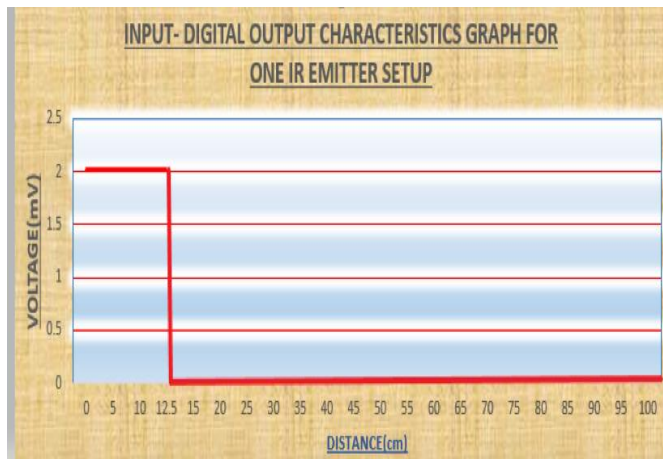 INPUT- DIGITAL OUTPUT CHARACTERISTICS GRAPH FOR
ONE IR EMITTER SETUP
VOLTAGE(mV)
2.5
2
1.5
1
0.5
0
0 5 10 12.5 15 20 25 30 35 40 45 50 55 60 65 70 75 80 85 90 95 100
DISTANCE(cm)